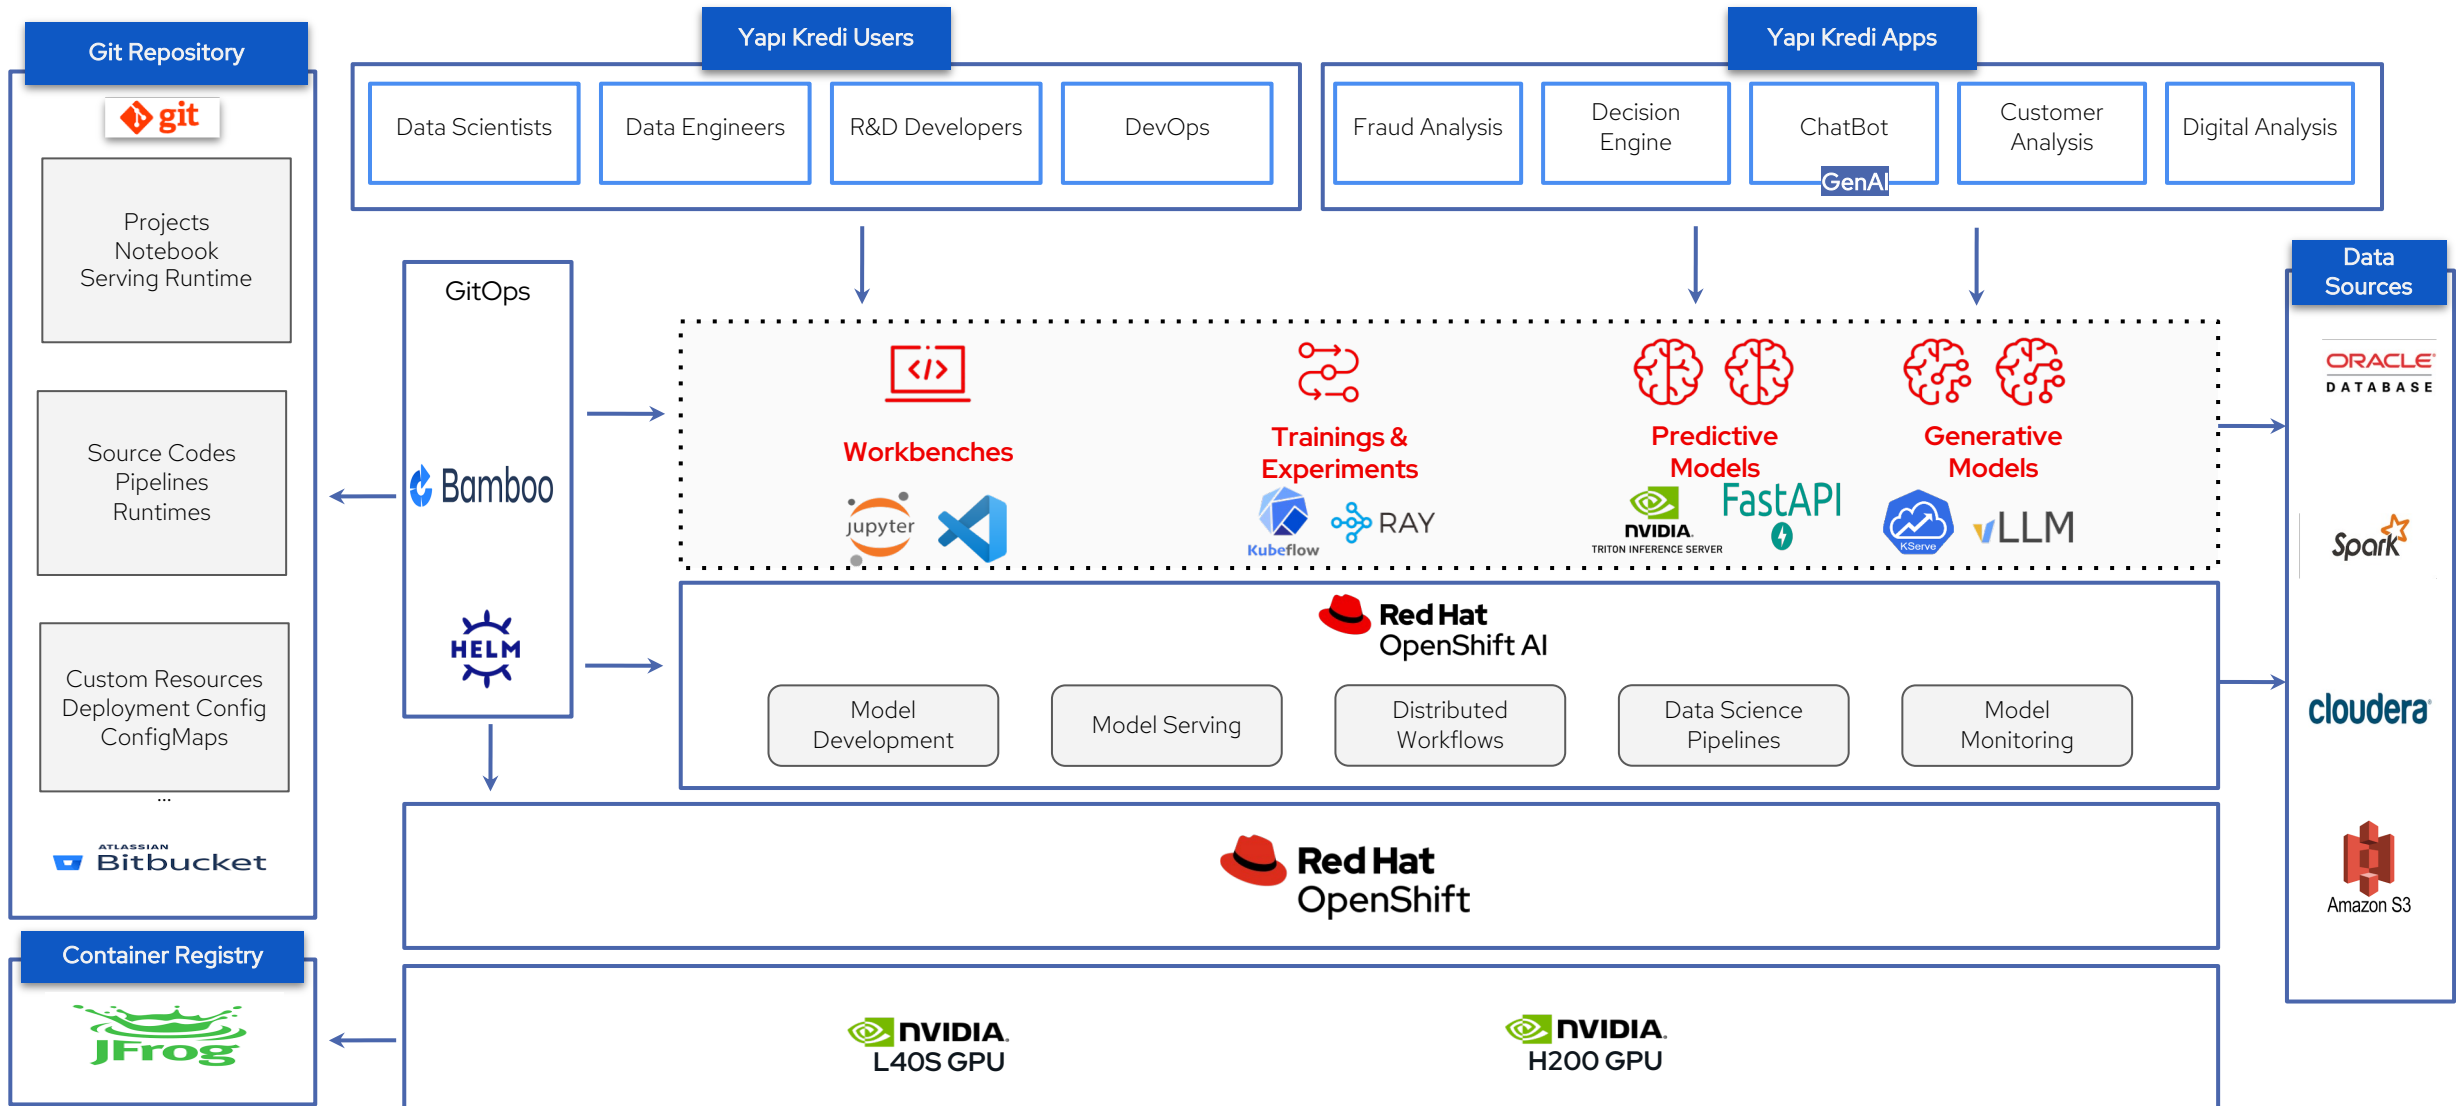 Git Repository
git
Projects
Notebook
Serving Runtime
Source Codes
Pipelines
Runtimes
Custom Resources
Deployment Config
ConfigMaps
...
ATLASSIAN
Bitbucket
Container Registry
JFrog
Yapı Kredi Users
Data Scientists
Data Engineers
R&D Developers
DevOps
Yapı Kredi Apps
Fraud Analysis
Decision
Engine
ChatBot
GenAI
Customer
Analysis
Digital Analysis
GitOps
Bamboo
HELM
Workbenches
jupyter
Trainings &
Experiments
Kubeflow
RAY
Predictive
Models
NVIDIA.
TRITON INFERENCE SERVER
FastAPI
Generative
Models
KServe
vLLM
Red Hat
OpenShift AI
Model
Development
Model Serving
Distributed
Workflows
Data Science
Pipelines
Model
Monitoring
Red Hat
OpenShift
NVIDIA.
L40S GPU
NVIDIA.
H200 GPU
Data
Sources
ORACLE
DATABASE
Spark
cloudera
Amazon S3